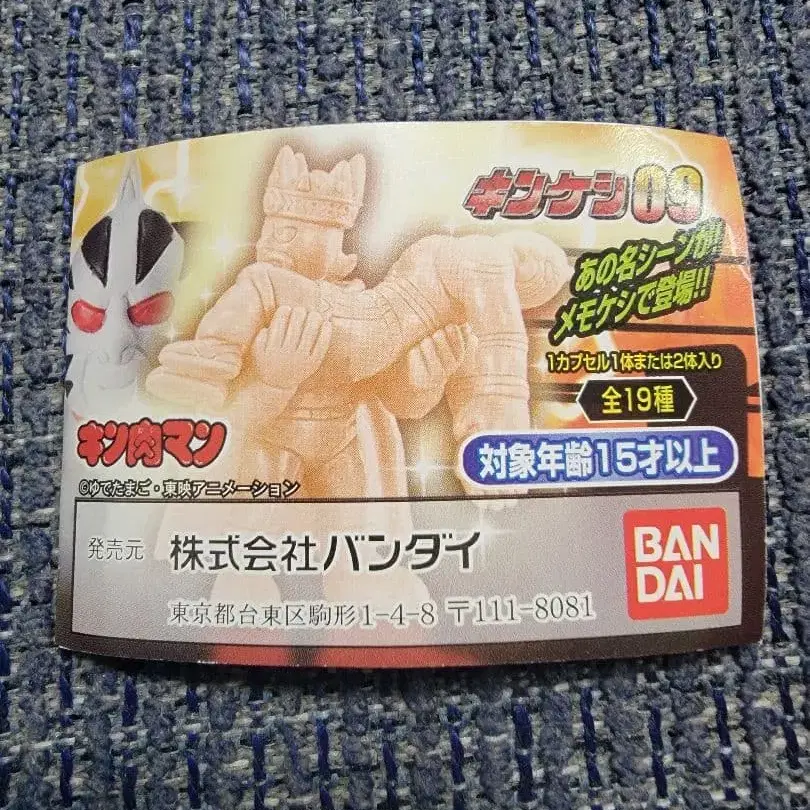 キンケシ09
あの名シーンが!!
メモケシで登場!!
1カプセル1体または2体入り
全19種
対象年齢15才以上
キン肉マン
©ゆでたまご・東映アニメーション
発売元 株式会社バンダイ
東京都台東区駒形1-4-8 〒111-8081
BAN
DAI